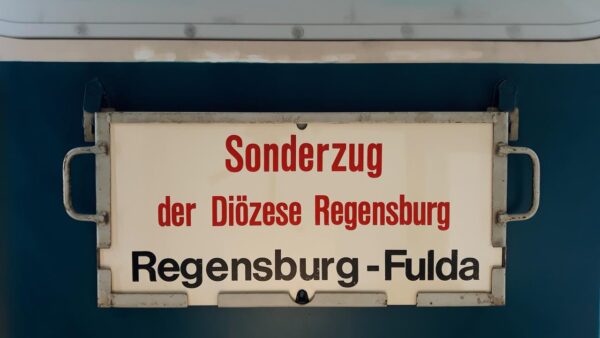 Sonderzug
der Diözese Regensburg
Regensburg-Fulda